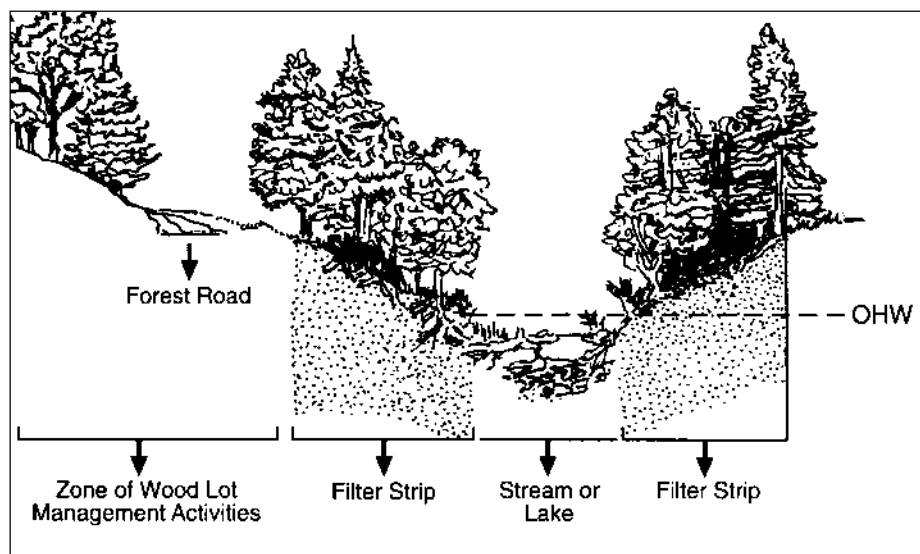 Forest Road
OHW
Zone of Wood Lot
Management Activities
Filter Strip
Stream or
Lake
Filter Strip